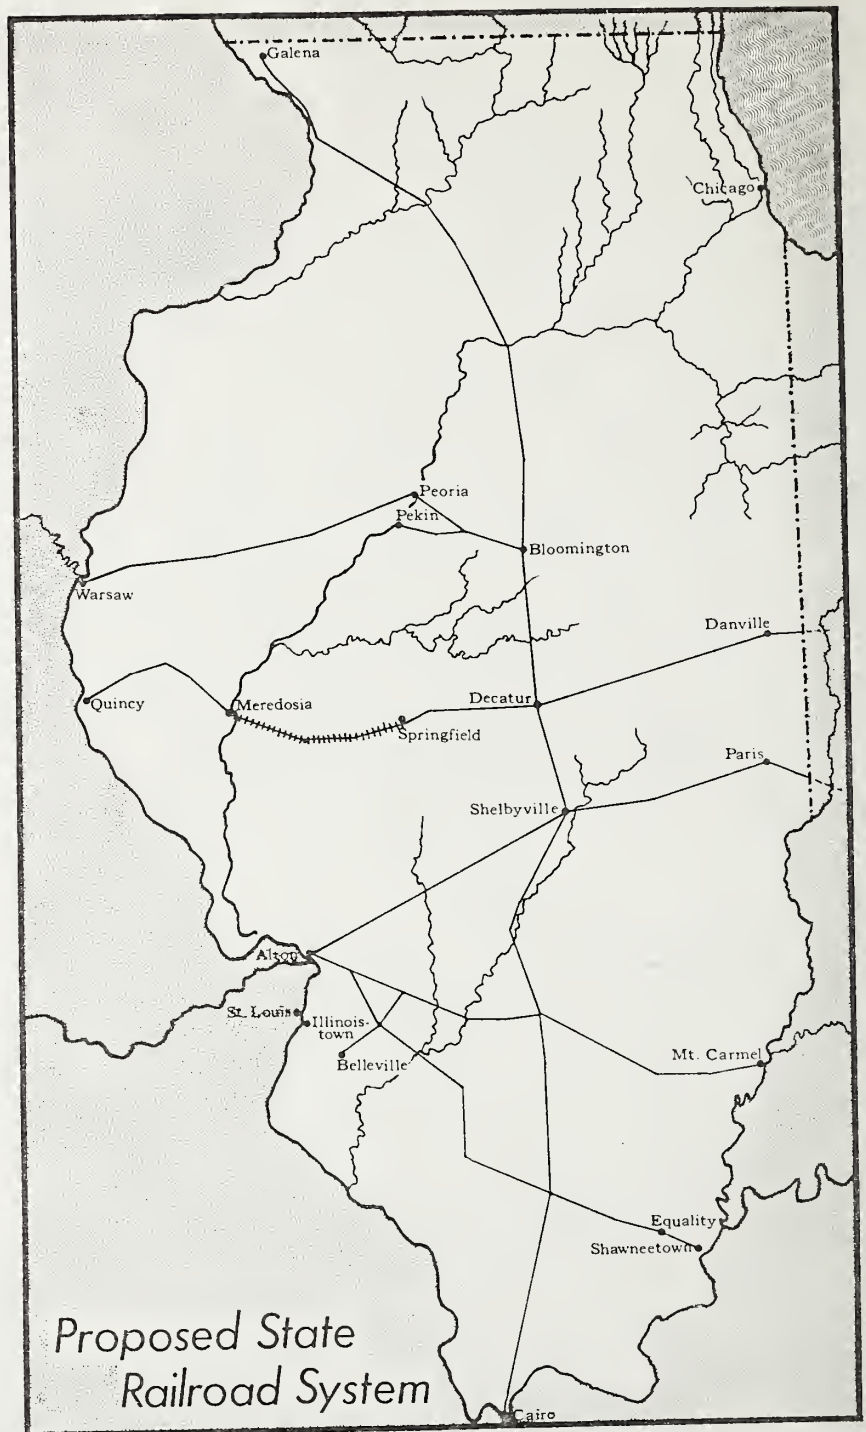 Galena
Chicago
Peoria
Pekin
Bloomington
Warsaw
Danville
Quincy
Meredosia
Decatur
Springfield
Paris
Shelbyville
Alton
St. Louis
Illinois-
town
Belleville
Mt. Carmel
Equality
Shawneetown
Proposed State
Railroad System
Cairo